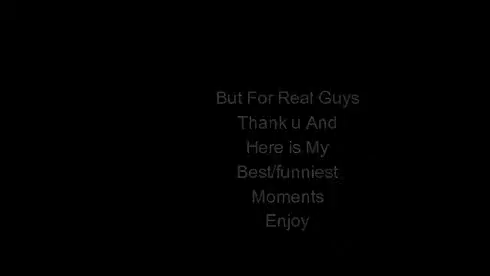 But For Real Guys
Thank u And
Here is My
Best/funniest
Moments
Enjoy